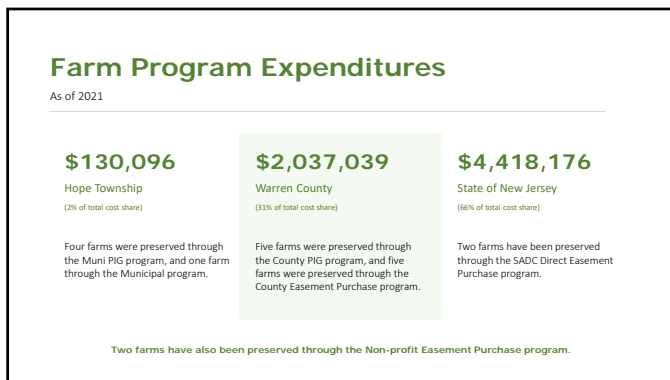 Farm Program Expenditures
As of 2021
$130,096
Hope Township
(2% of total cost share)
Four farms were preserved through
the Muni PIG program, and one farm
through the Municipal program.
$2,037,039
Warren County
(31% of total cost share)
Five farms were preserved through
the County PIG program, and five
farms were preserved through the
County Easement Purchase program.
$4,418,176
State of New Jersey
(66% of total cost share)
Two farms have been preserved
through the SADC Direct Easement
Purchase program.
Two farms have also been preserved through the Non-profit Easement Purchase program.